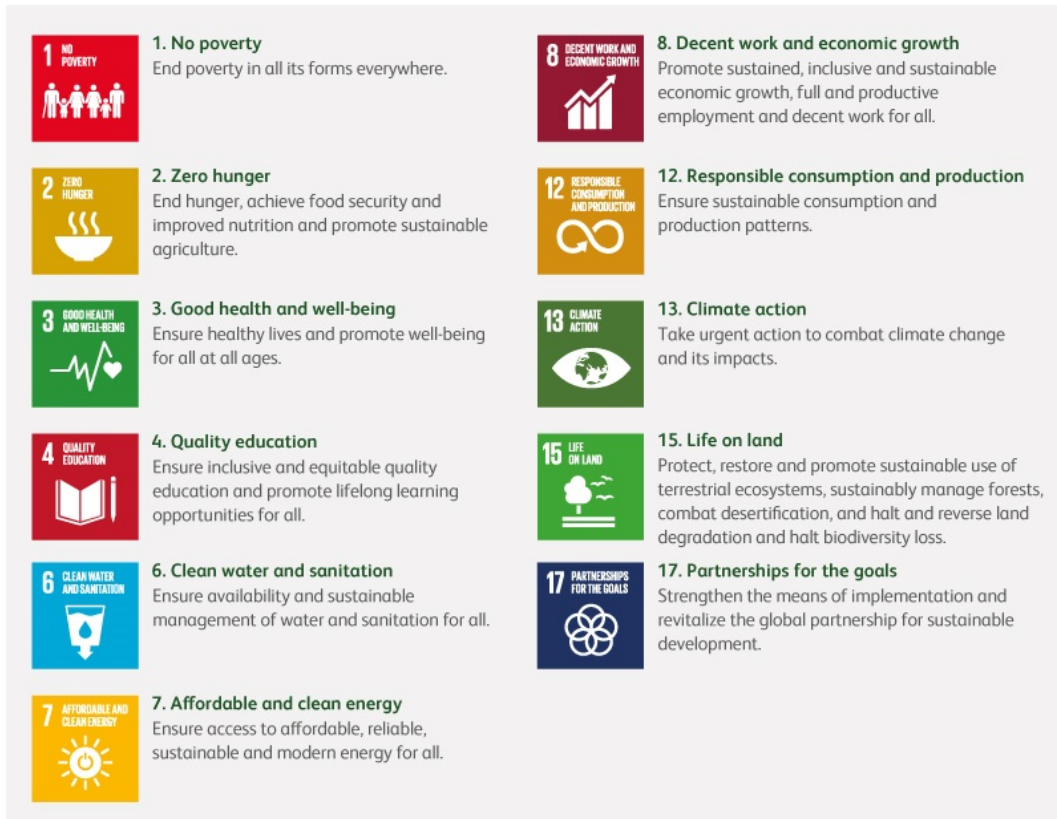 1 NO
POVERTY
1. No poverty
End poverty in all its forms everywhere.
2 ZERO
HUNGER
2. Zero hunger
End hunger, achieve food security and
improved nutrition and promote sustainable
agriculture.
3 GOOD HEALTH
AND WELL-BEING
3. Good health and well-being
Ensure healthy lives and promote well-being
for all at all ages.
4 QUALITY
EDUCATION
4. Quality education
Ensure inclusive and equitable quality
education and promote lifelong learning
opportunities for all.
6 CLEAN WATER
AND SANITATION
6. Clean water and sanitation
Ensure availability and sustainable
management of water and sanitation for all.
7 AFFORDABLE AND
CLEAN ENERGY
7. Affordable and clean energy
Ensure access to affordable, reliable,
sustainable and modern energy for all.
8 DECENT WORK AND
ECONOMIC GROWTH
8. Decent work and economic growth
Promote sustained, inclusive and sustainable
economic growth, full and productive
employment and decent work for all.
12 RESPONSIBLE
CONSUMPTION
AND PRODUCTION
12. Responsible consumption and production
Ensure sustainable consumption and
production patterns.
13 CLIMATE
ACTION
13. Climate action
Take urgent action to combat climate change
and its impacts.
15 LIFE
ON LAND
15. Life on land
Protect, restore and promote sustainable use of
terrestrial ecosystems, sustainably manage forests,
combat desertification, and halt and reverse land
degradation and halt biodiversity loss.
17 PARTNERSHIPS
FOR THE GOALS
17. Partnerships for the goals
Strengthen the means of implementation and
revitalize the global partnership for sustainable
development.